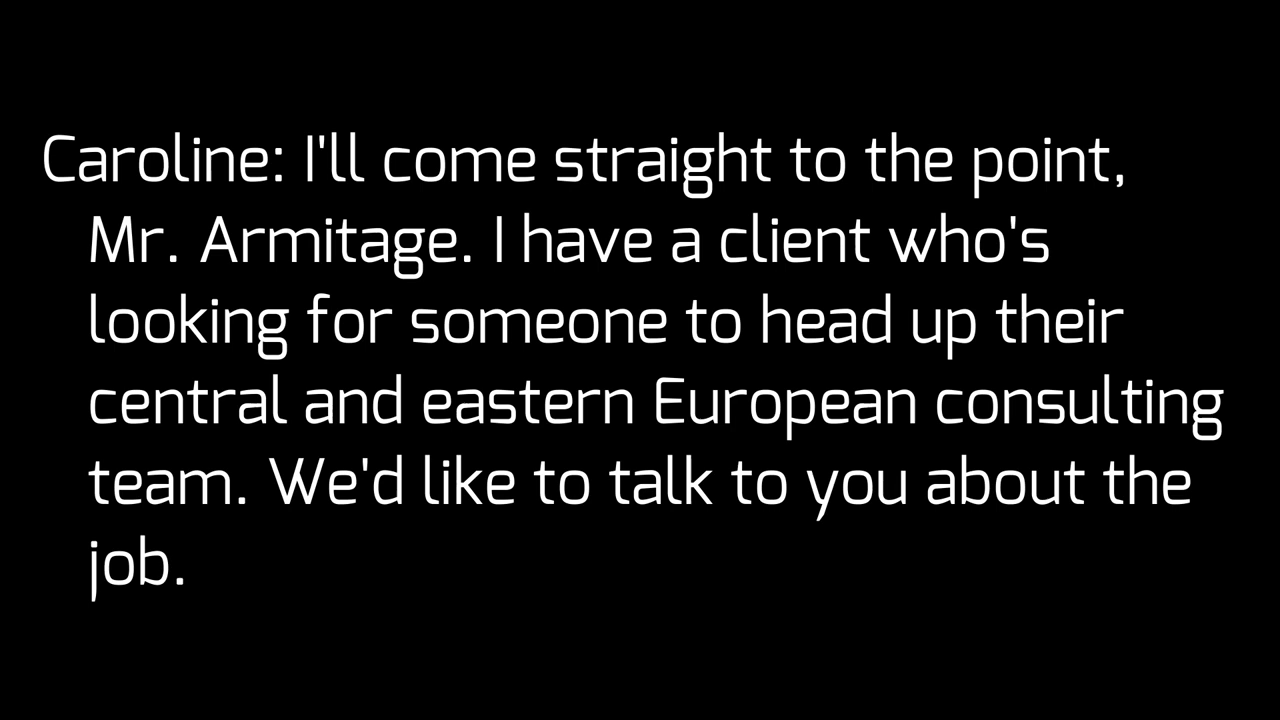 Caroline: I'll come straight to the point,
Mr. Armitage. I have a client who's
looking for someone to head up their
central and eastern European consulting
team. We'd like to talk to you about the
job.